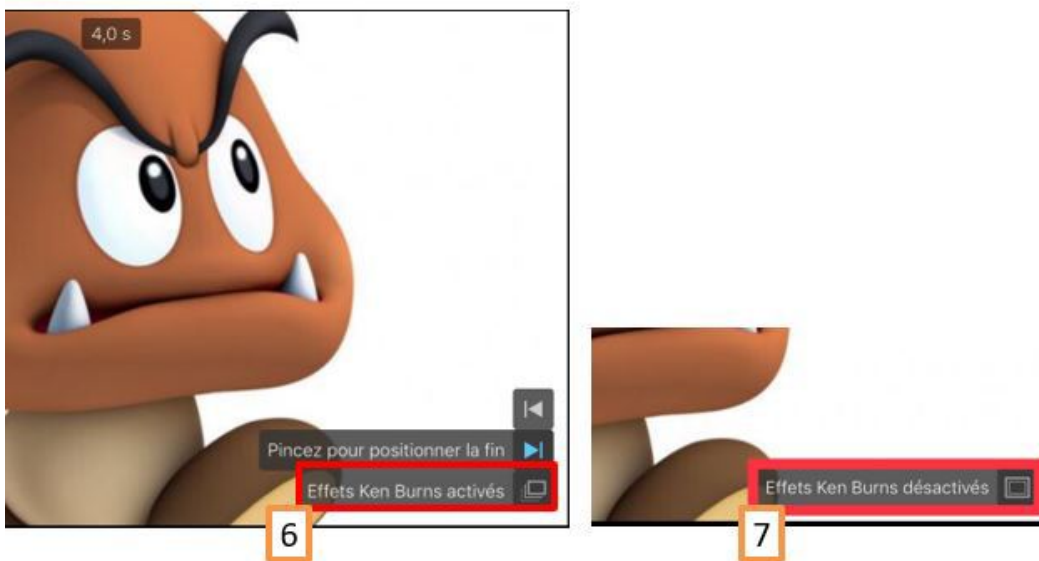 4,0 s
Pincez pour positionner la fin
Effets Ken Burns activés
6
Effets Ken Burns désactivés
7